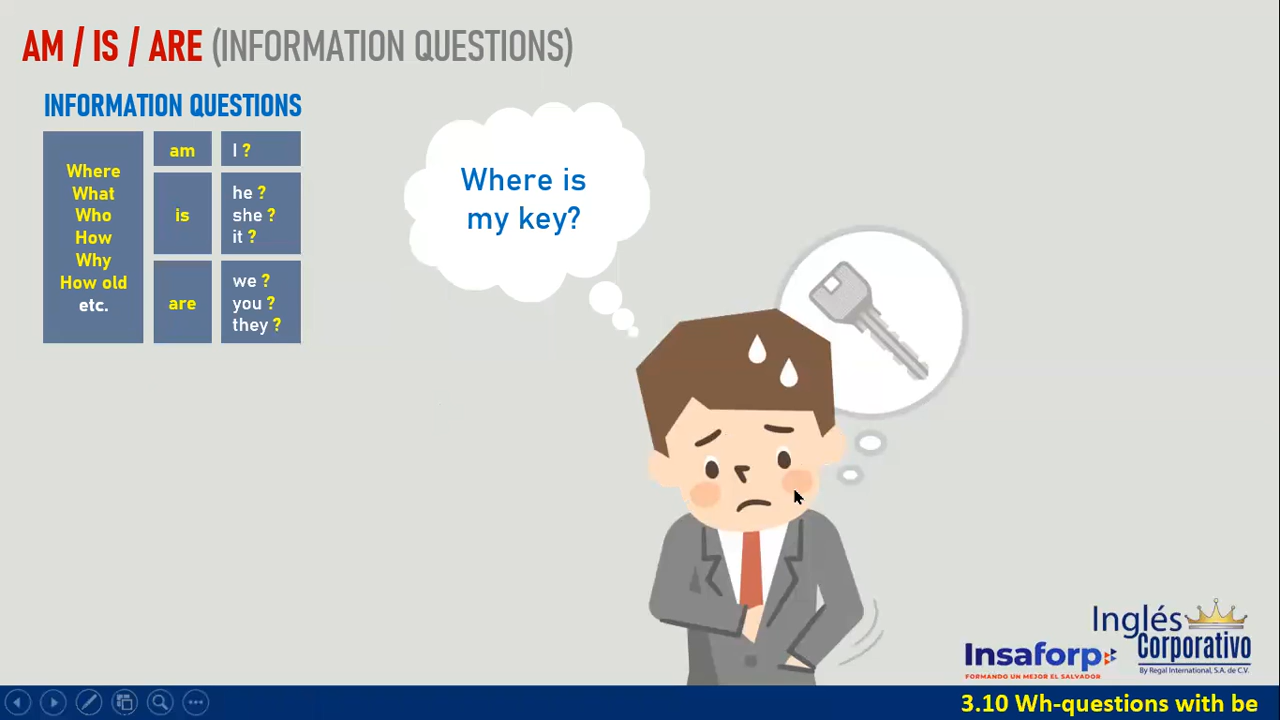 AM / IS / ARE (INFORMATION QUESTIONS)
INFORMATION QUESTIONS
Where
What
Who
How
Why
How old
etc.
am
I ?
is
he ?
she ?
it ?
are
we ?
you ?
they ?
Where is
my key?
Inglés
Corporativo
By Regal International, S.A. de C.V.
Insaforp
FORMANDO UN MEJOR EL SALVADOR
3.10 Wh-questions with be